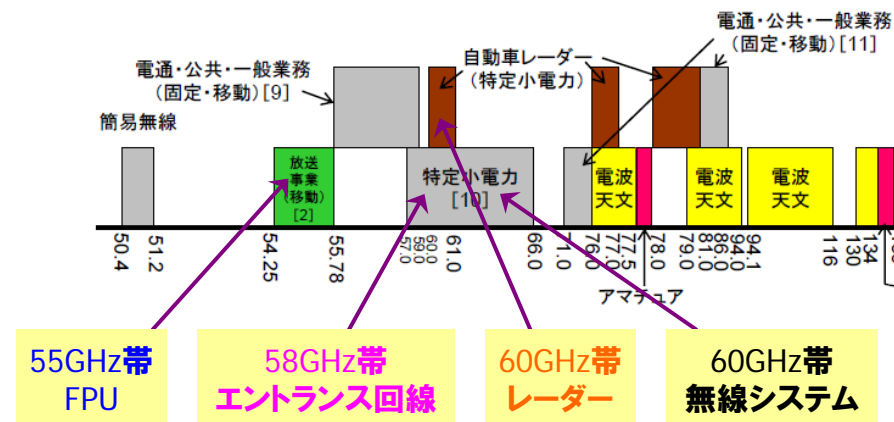 電通・公共・一般業務
(固定・移動)[11]
自動車レーダー
(特定小電力)
電通・公共・一般業務
(固定・移動)[9]
簡易無線
放送
事業
(移動)
[2]
特定小電力
[10]
電波
天文
電波
天文
電波
天文
50.4
51.2
54.25
55.78
57.0
59.0
60.0
61.0
66.0
71.0
76.0
77.0
77.5
78.0
79.0
81.0
86.0
94.0
94.1
116
130
134
アマチュア
55GHz帯
FPU
58GHz帯
エントランス回線
60GHz帯
レーダー
60GHz帯
無線システム